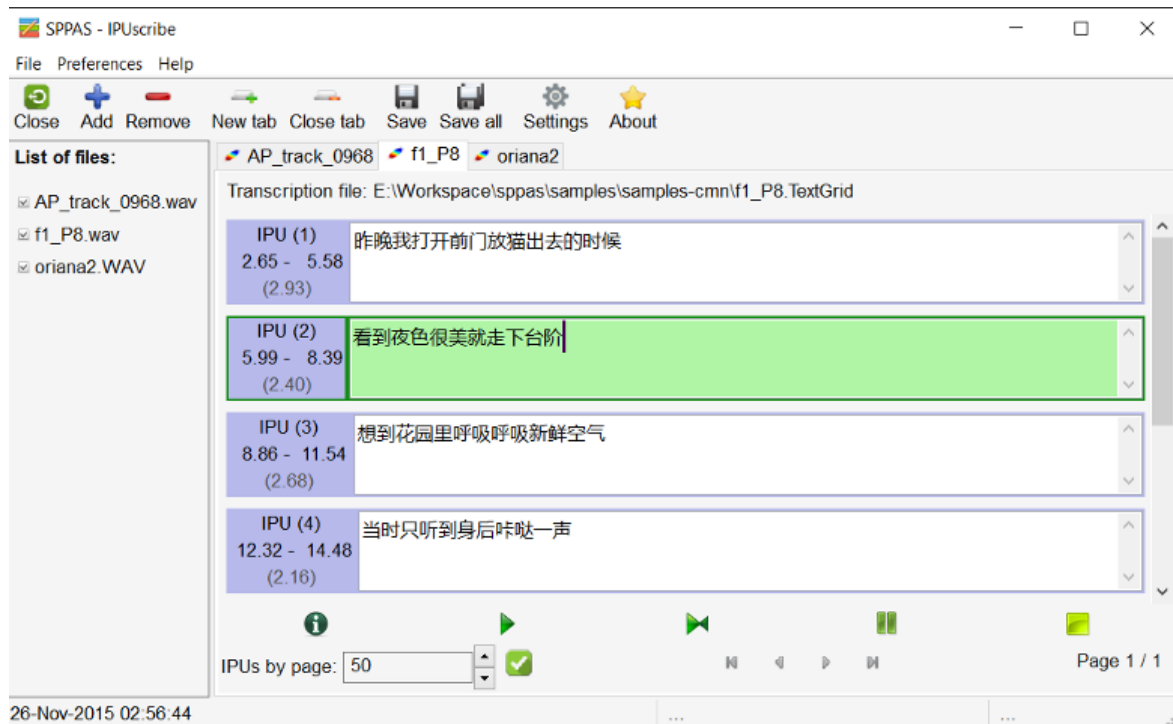 SPPAS - IPUscribe
File Preferences Help
Close Add Remove New tab Close tab Save Save all Settings About
List of files:
AP_track_0968.wav
f1_P8.wav
oriana2.WAV
AP_track_0968 f1_P8 oriana2
Transcription file: E:\Workspace\sppas\samples\samples-cmn\f1_P8.TextGrid
IPU (1)
2.65 - 5.58
(2.93)
昨晚我打开前门放猫出去的时候
IPU (2)
5.99 - 8.39
(2.40)
看到夜色很美就走下台阶
IPU (3)
8.86 - 11.54
(2.68)
想到花园里呼吸呼吸新鲜空气
IPU (4)
12.32 - 14.48
(2.16)
当时只听到身后咔哒一声
IPUs by page: 50
Page 1 / 1
26-Nov-2015 02:56:44
...
...